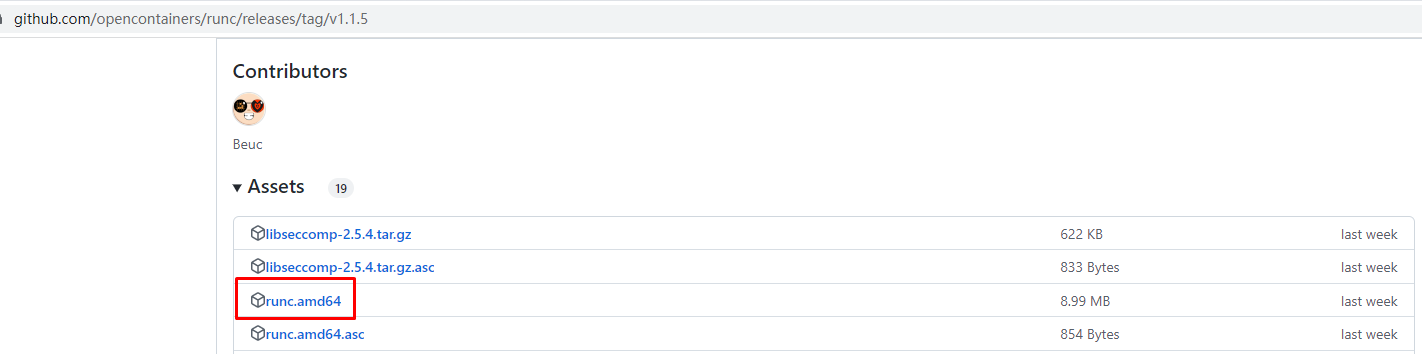 github.com/opencontainers/runc/releases/tag/v1.1.5
Contributors
Beuc
Assets 19
libseccomp-2.5.4.tar.gz 622 KB last week
libseccomp-2.5.4.tar.gz.asc 833 Bytes last week
runc.amd64 8.99 MB last week
runc.amd64.asc 854 Bytes last week